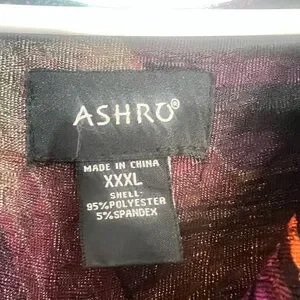 ASHRO®
MADE IN CHINA
XXXL
SHELL:
95%POLYESTER
5%SPANDEX